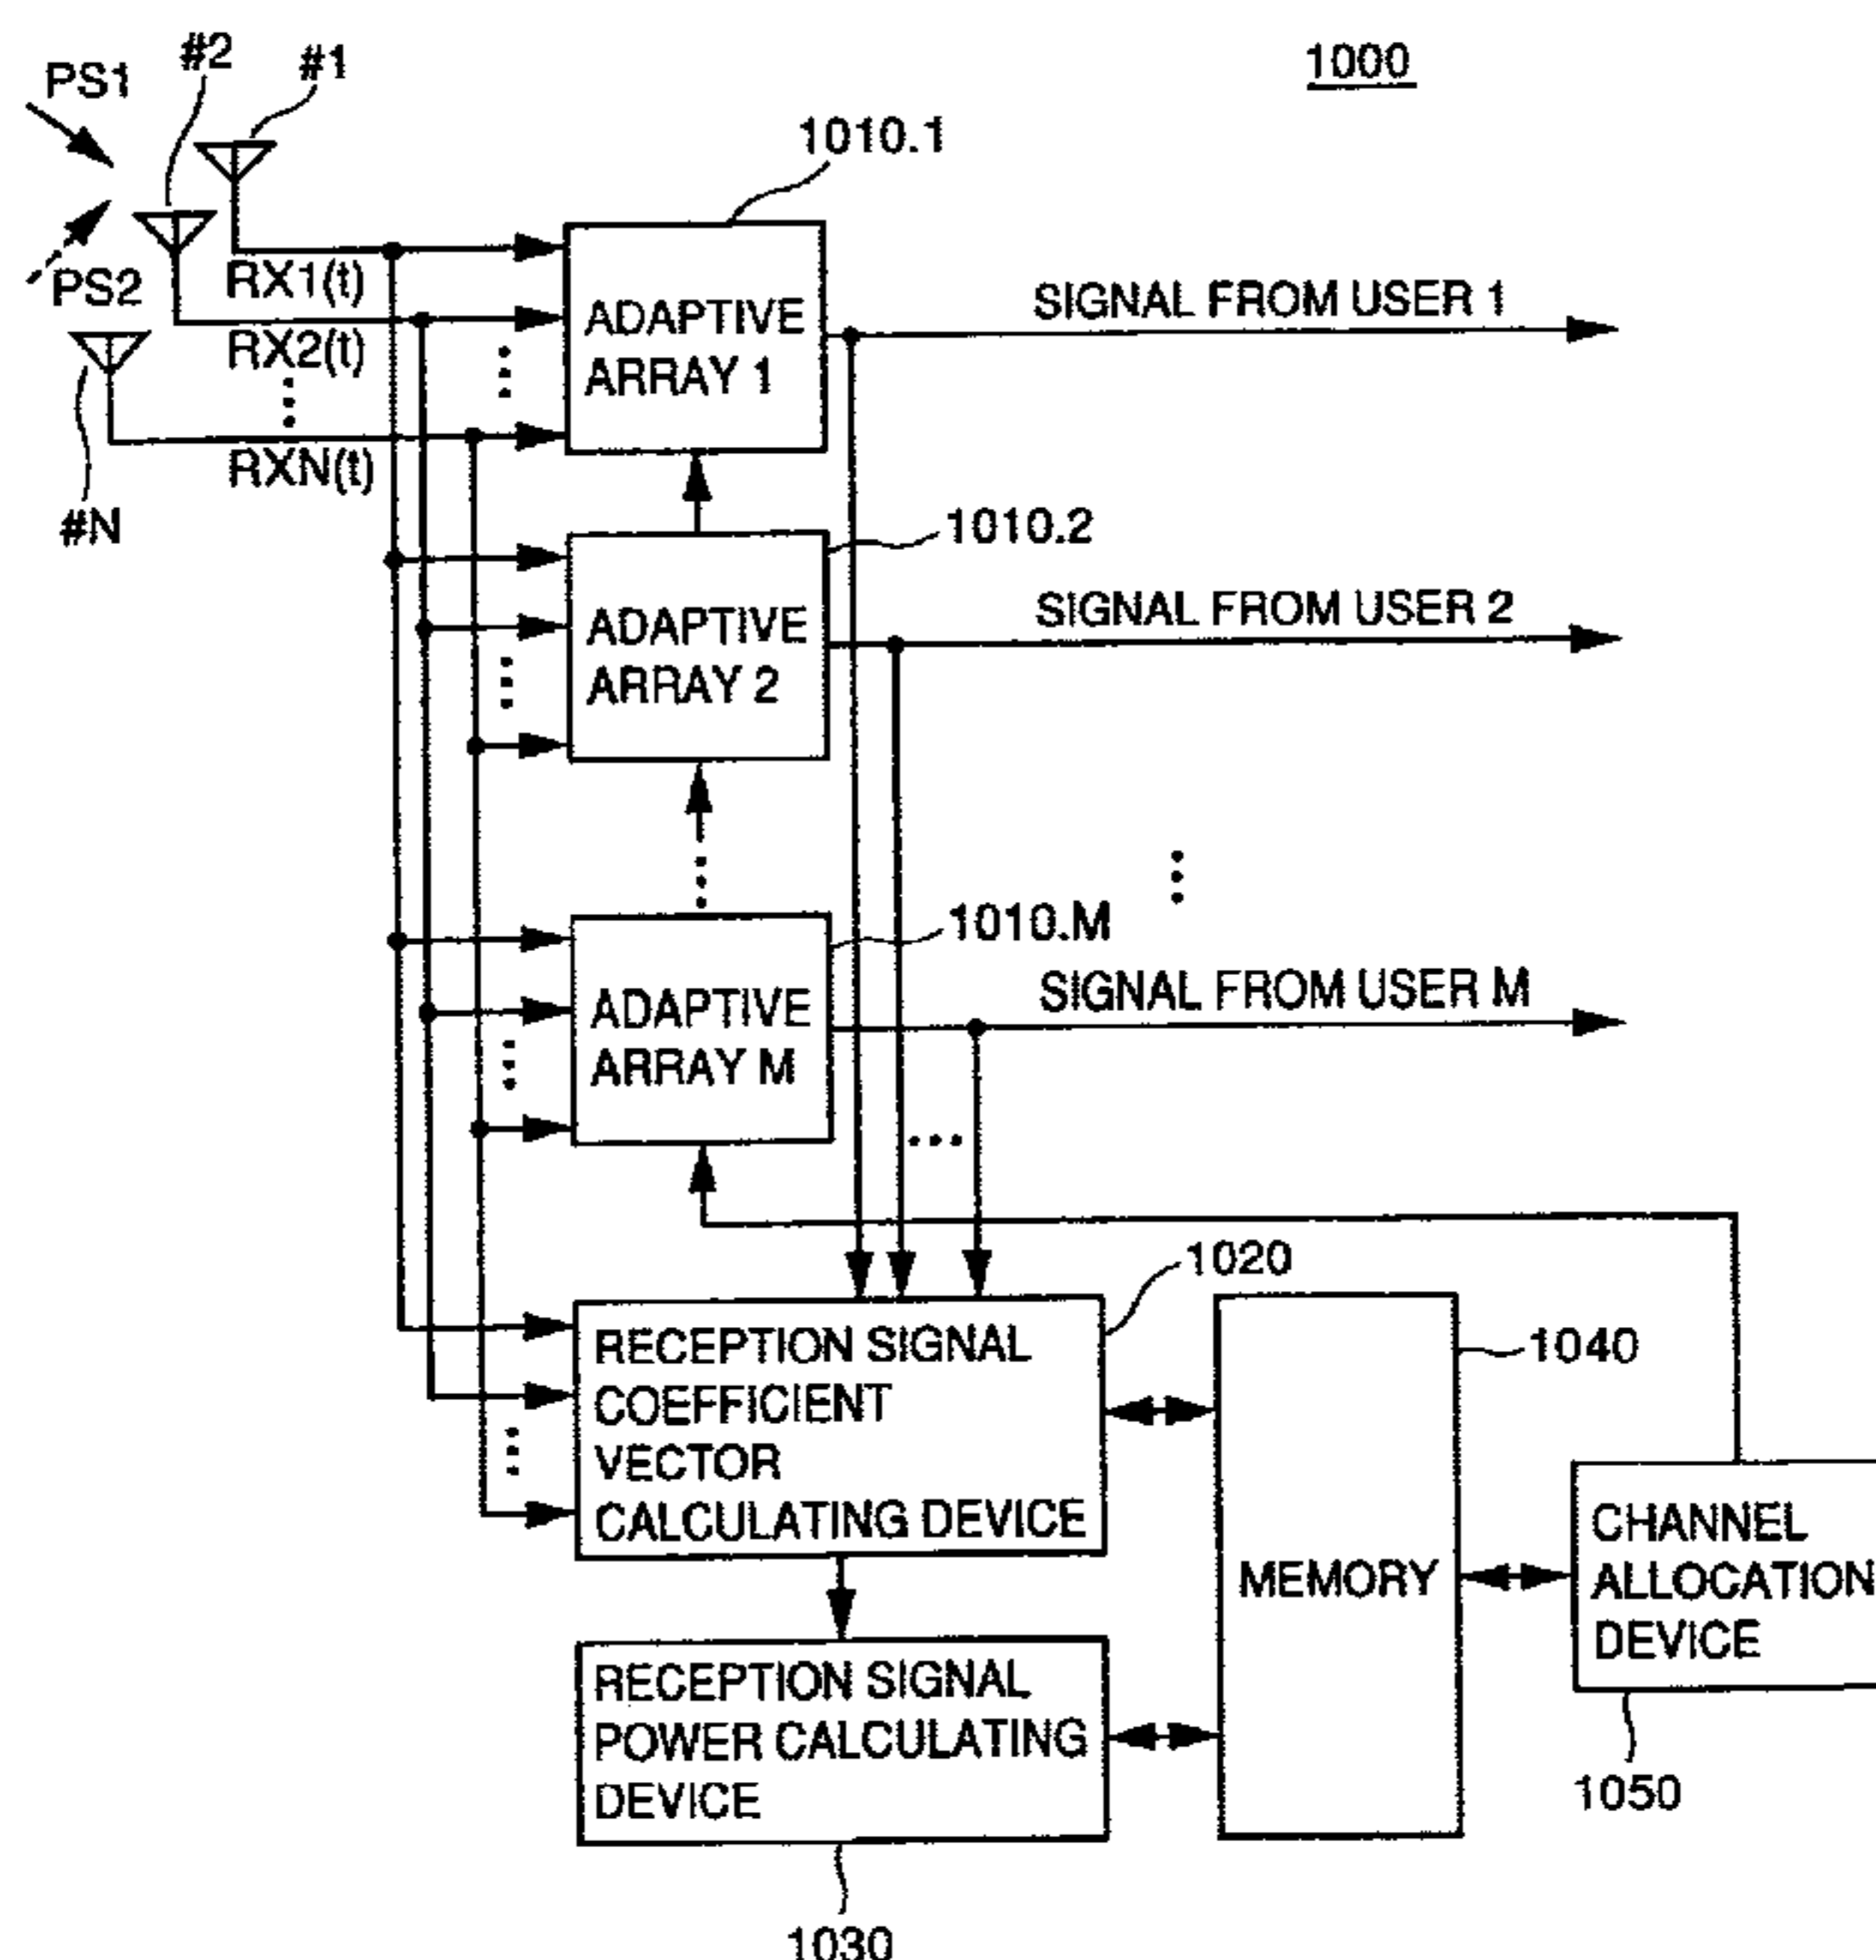 1000
PS1
#2
#1
1010.1
PS2
RX1(t)
RX2(t)
RXN(t)
#N
ADAPTIVE
ARRAY 1
SIGNAL FROM USER 1
1010.2
ADAPTIVE
ARRAY 2
SIGNAL FROM USER 2
1010.M
ADAPTIVE
ARRAY M
SIGNAL FROM USER M
1020
RECEPTION SIGNAL
COEFFICIENT
VECTOR
CALCULATING DEVICE
1040
MEMORY
CHANNEL
ALLOCATION
DEVICE
1050
RECEPTION SIGNAL
POWER CALCULATING
DEVICE
1030